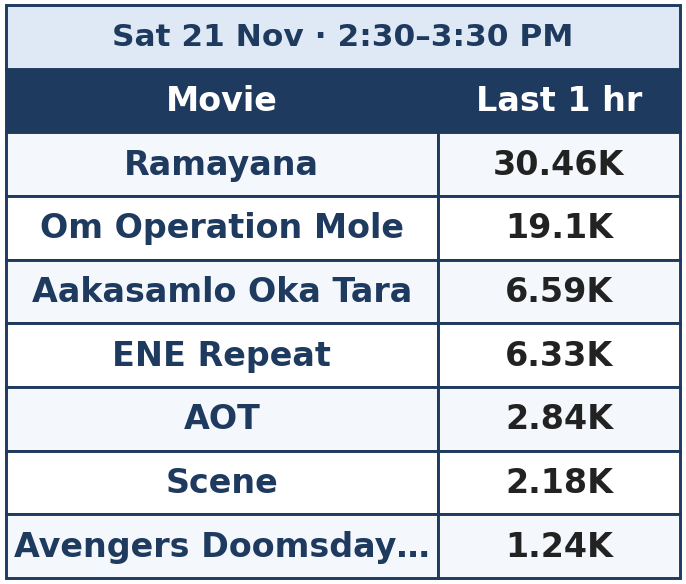 Sat 21 Nov · 2:30–3:30 PM
Movie Last 1 hr
Ramayana 30.46K
Om Operation Mole 19.1K
Aakasamlo Oka Tara 6.59K
ENE Repeat 6.33K
AOT 2.84K
Scene 2.18K
Avengers Doomsday… 1.24K